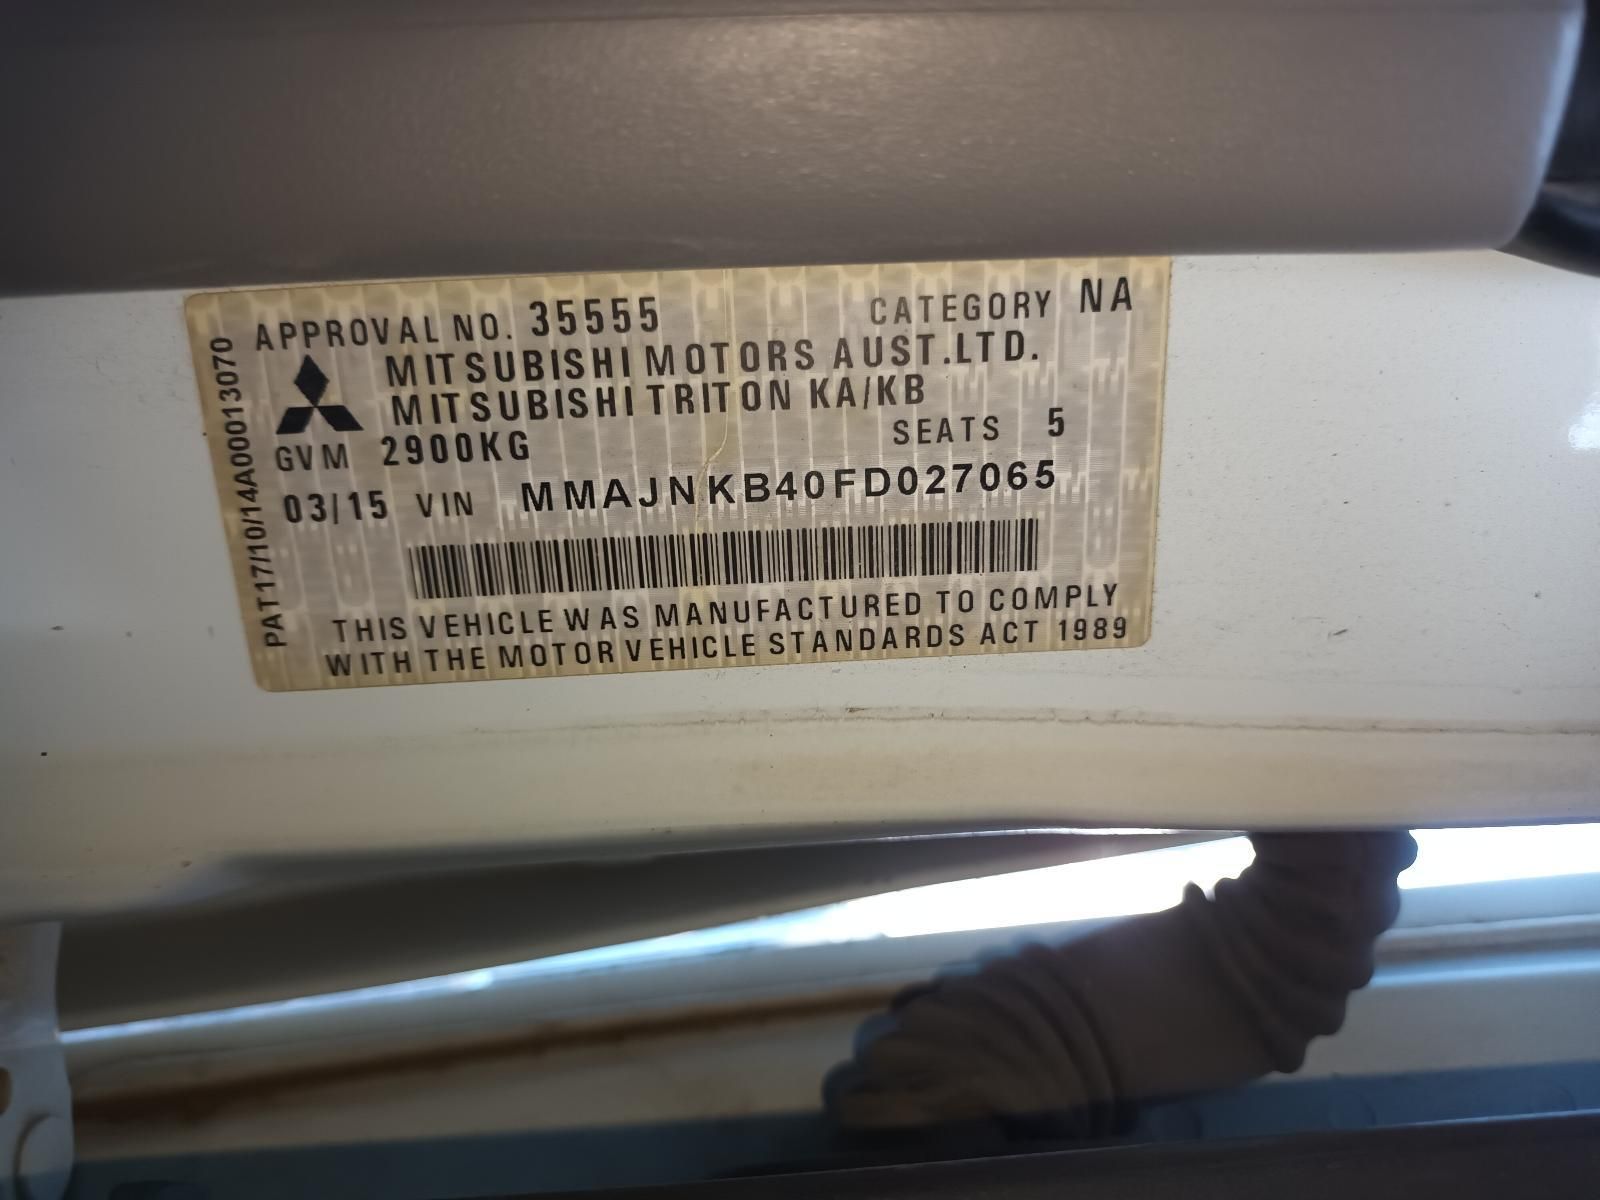 APPROVAL NO. 35555 CATEGORY NA
MITSUBISHI MOTORS AUST.LTD.
MITSUBISHI TRITON KA/KB
GVM 2900KG SEATS 5
03/15 VIN MMAJNKB40FD027065
THIS VEHICLE WAS MANUFACTURED TO COMPLY
WITH THE MOTOR VEHICLE STANDARDS ACT 1989
PAT17/10/14A00013070